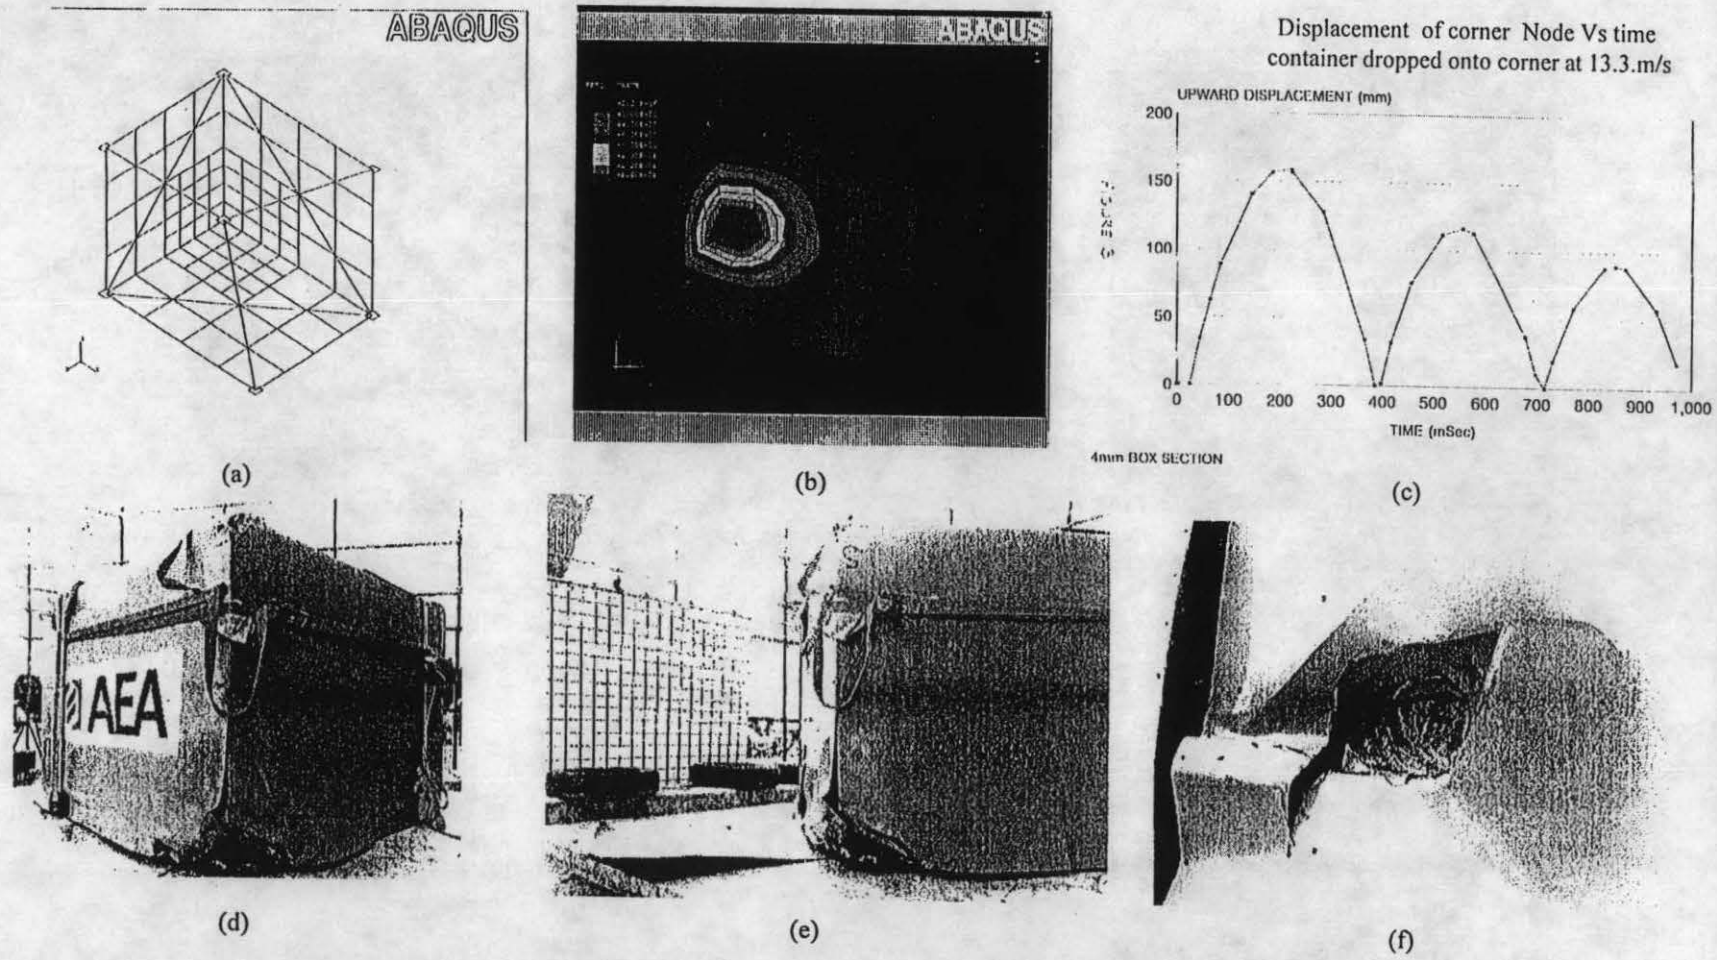 ABAQUS
(a)
ABAQUS
(b)
Displacement of corner Node Vs time
container dropped onto corner at 13.3.m/s
UPWARD DISPLACEMENT (mm)
200
150
100
50
0
0 100 200 300 400 500 600 700 800 900 1,000
TIME (mSec)
4mm BOX SECTION
(c)
AEA
(d)
S
(e)
(f)